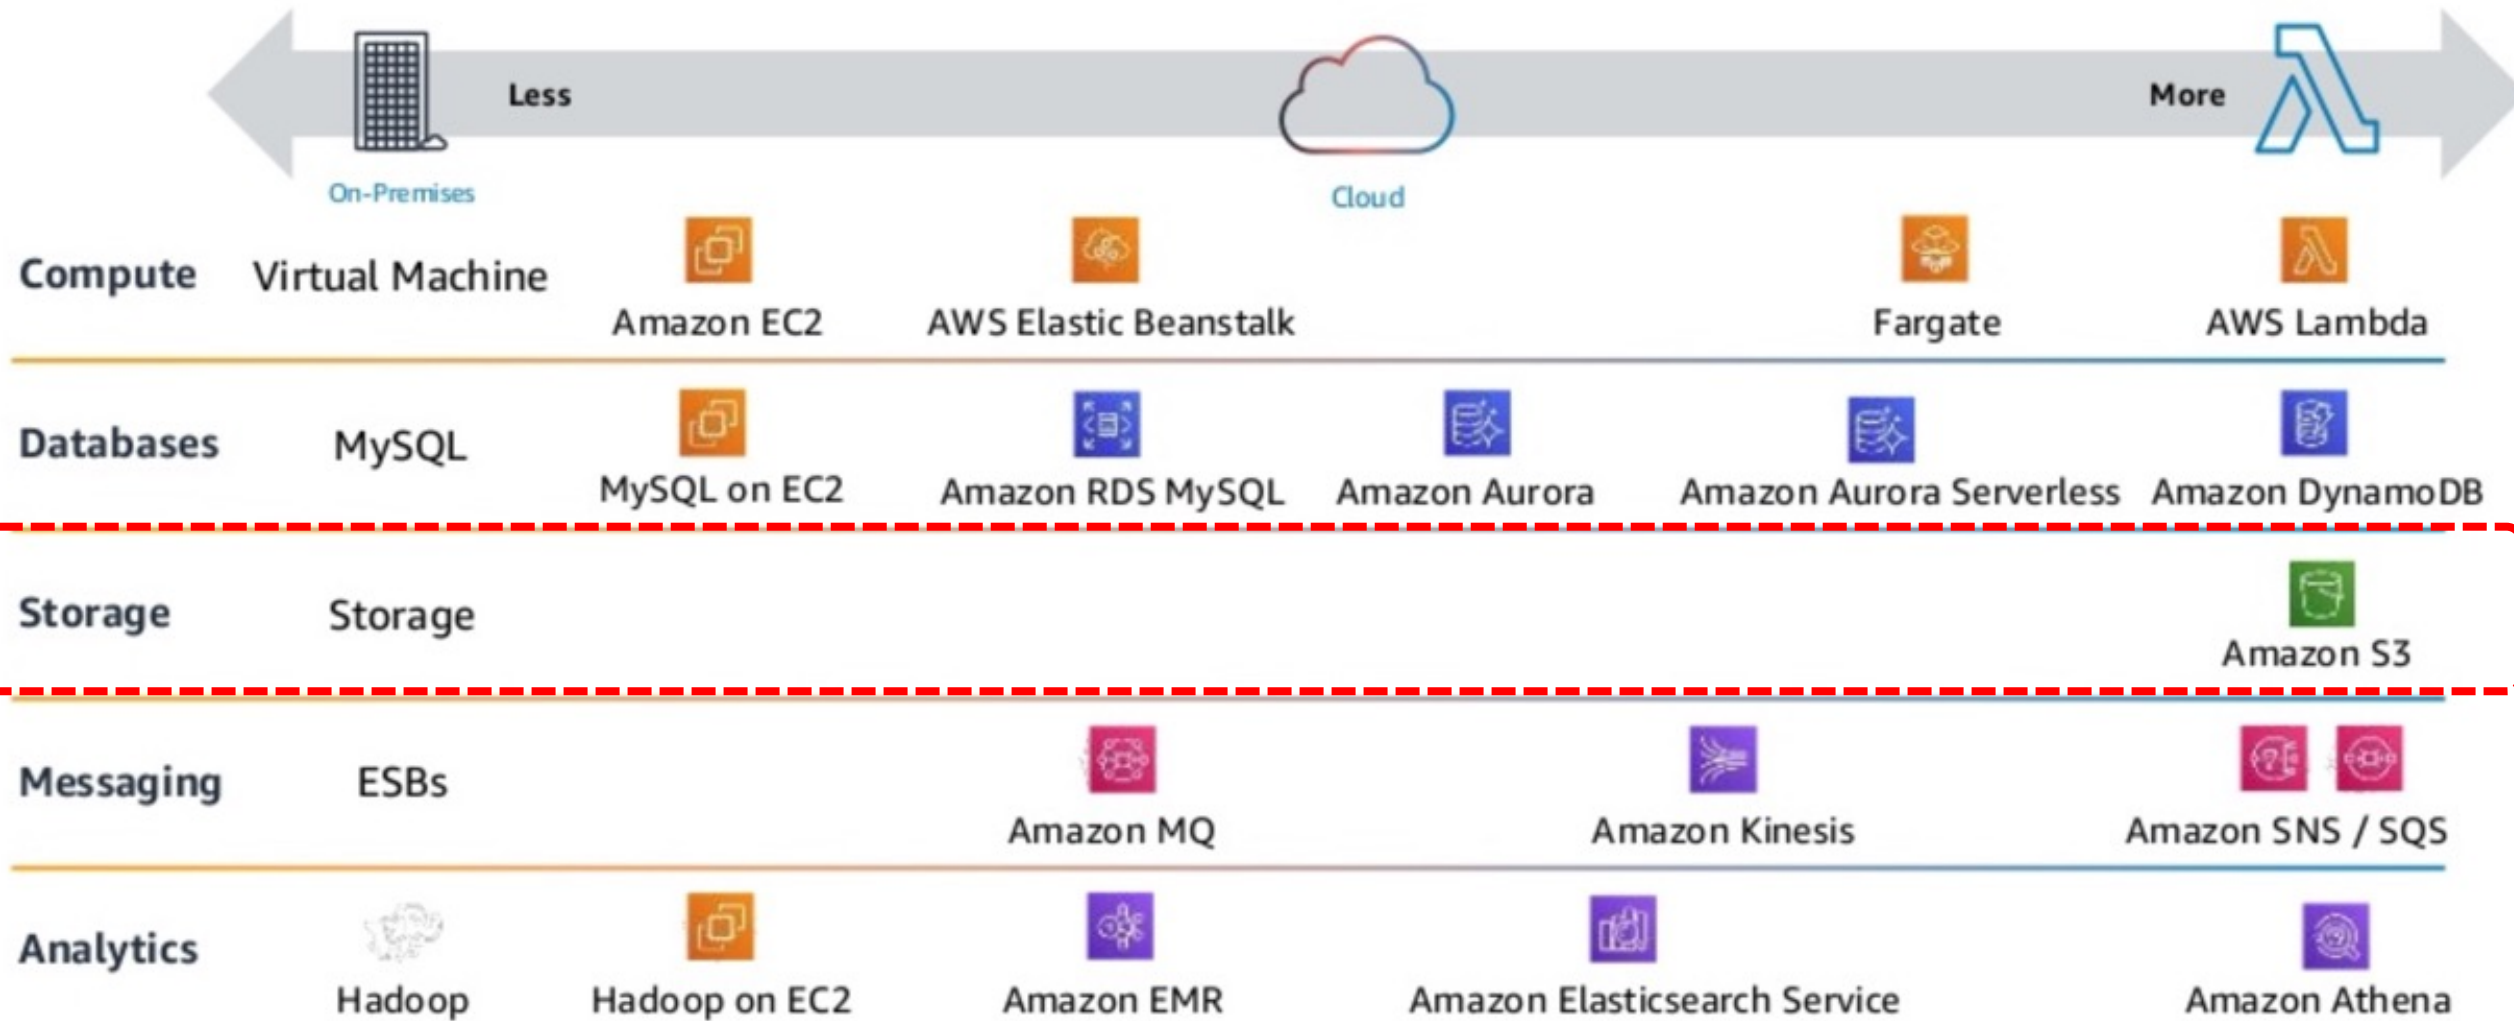 Less
More
On-Premises
Cloud
Compute
Virtual Machine
Amazon EC2
AWS Elastic Beanstalk
Fargate
AWS Lambda
Databases
MySQL
MySQL on EC2
Amazon RDS MySQL
Amazon Aurora
Amazon Aurora Serverless
Amazon DynamoDB
Storage
Storage
Amazon S3
Messaging
ESBs
Amazon MQ
Amazon Kinesis
Amazon SNS / SQS
Analytics
Hadoop
Hadoop on EC2
Amazon EMR
Amazon Elasticsearch Service
Amazon Athena